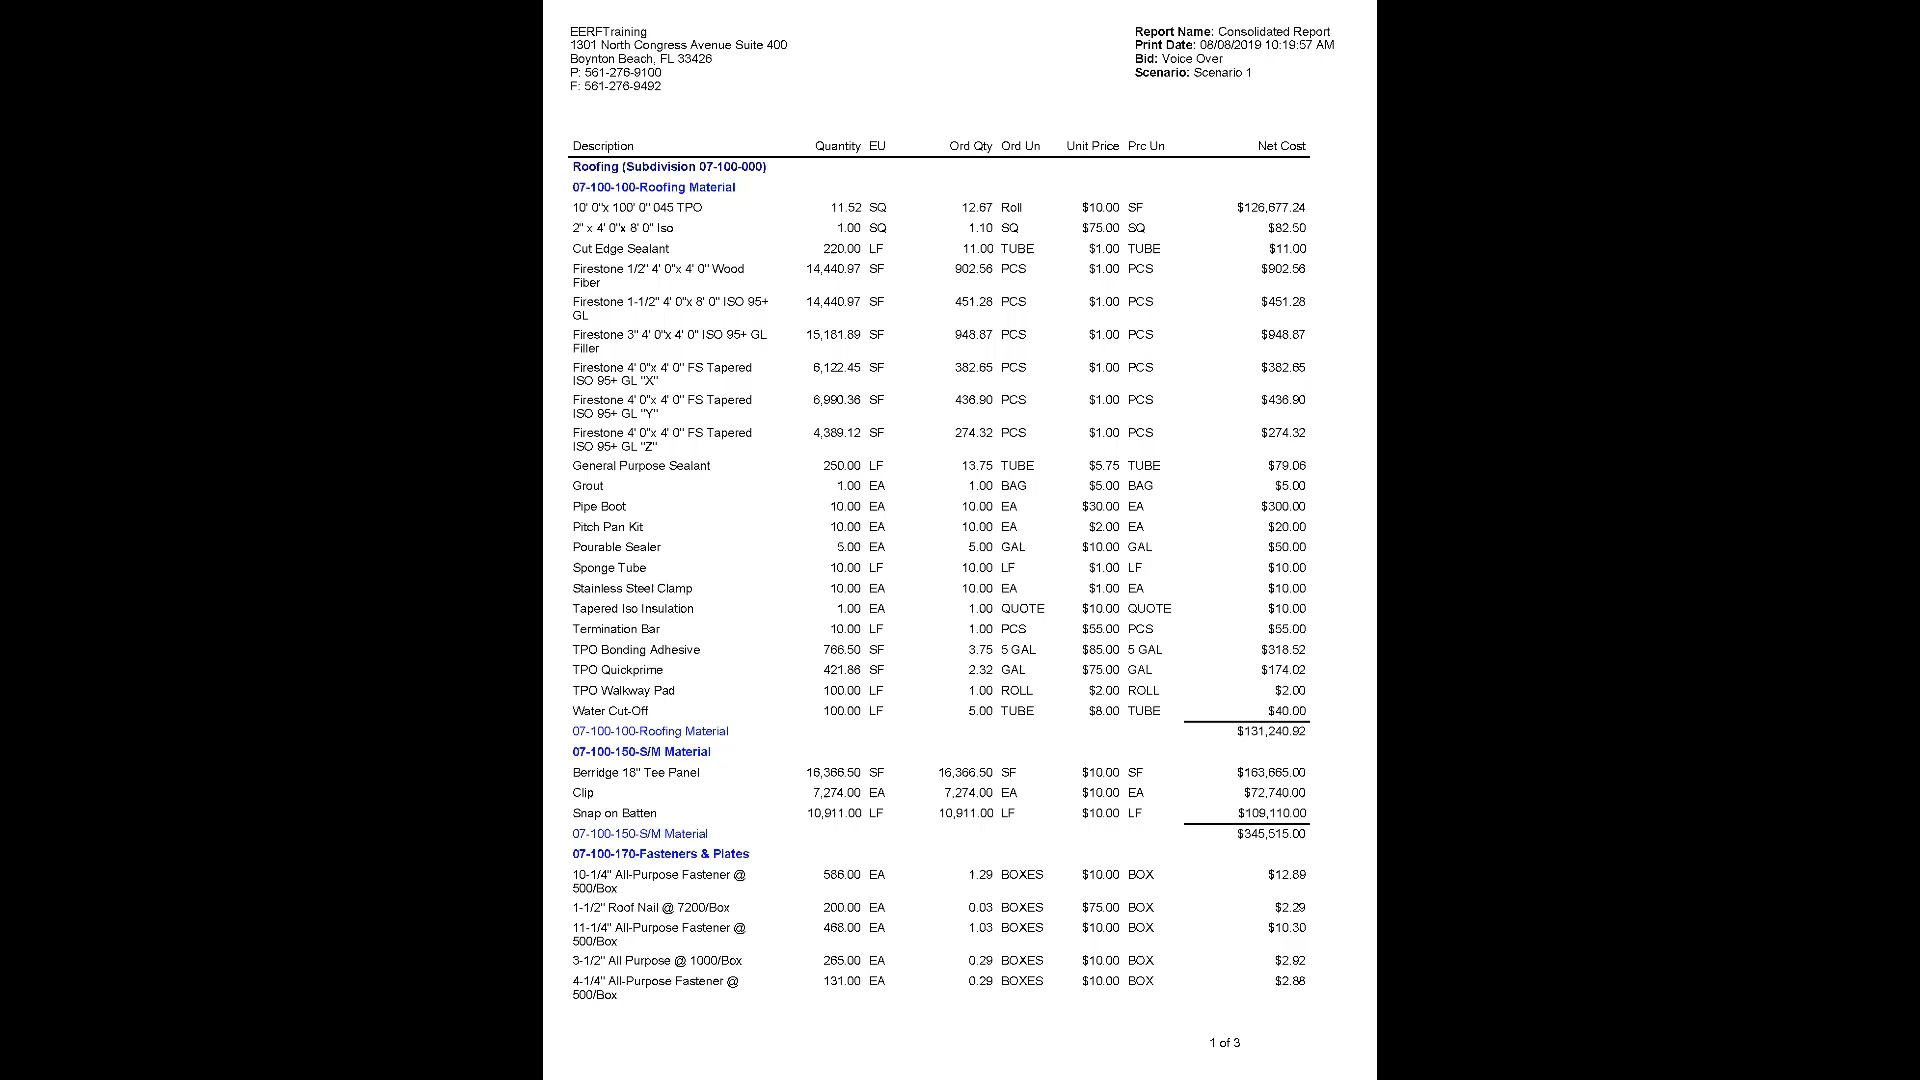 EERFTraining
1301 North Congress Avenue Suite 400
Boynton Beach, FL 33426
P: 561-276-9100
F: 561-276-9492
Report Name: Consolidated Report
Print Date: 08/08/2019 10:19:57 AM
Bid: Voice Over
Scenario: Scenario 1
Description Quantity EU Ord Qty Ord Un Unit Price Prc Un Net Cost
Roofing (Subdivision 07-100-000)
07-100-100-Roofing Material
10' 0"x 100' 0" 045 TPO 11.52 SQ 12.67 Roll $10.00 SF $126,677.24
2" x 4' 0"x 8' 0" Iso 1.00 SQ 1.10 SQ $75.00 SQ $82.50
Cut Edge Sealant 220.00 LF 11.00 TUBE $1.00 TUBE $11.00
Firestone 1/2" 4' 0"x 4' 0" Wood 14,440.97 SF 902.56 PCS $1.00 PCS $902.56
Fiber
Firestone 1-1/2" 4' 0"x 8' 0" ISO 95+ 14,440.97 SF 451.28 PCS $1.00 PCS $451.28
GL
Firestone 3" 4' 0"x 4' 0" ISO 95+ GL 15,181.89 SF 948.87 PCS $1.00 PCS $948.87
Filler
Firestone 4' 0"x 4' 0" FS Tapered 6,122.45 SF 382.65 PCS $1.00 PCS $382.65
ISO 95+ GL "X"
Firestone 4' 0"x 4' 0" FS Tapered 6,990.36 SF 436.90 PCS $1.00 PCS $436.90
ISO 95+ GL "Y"
Firestone 4' 0"x 4' 0" FS Tapered 4,389.12 SF 274.32 PCS $1.00 PCS $274.32
ISO 95+ GL "Z"
General Purpose Sealant 250.00 LF 13.75 TUBE $5.75 TUBE $79.06
Grout 1.00 EA 1.00 BAG $5.00 BAG $5.00
Pipe Boot 10.00 EA 10.00 EA $30.00 EA $300.00
Pitch Pan Kit 10.00 EA 10.00 EA $2.00 EA $20.00
Pourable Sealer 5.00 EA 5.00 GAL $10.00 GAL $50.00
Sponge Tube 10.00 LF 10.00 LF $1.00 LF $10.00
Stainless Steel Clamp 10.00 EA 10.00 EA $1.00 EA $10.00
Tapered Iso Insulation 1.00 EA 1.00 QUOTE $10.00 QUOTE $10.00
Termination Bar 10.00 LF 1.00 PCS $55.00 PCS $55.00
TPO Bonding Adhesive 766.50 SF 3.75 5 GAL $85.00 5 GAL $318.52
TPO Quickprime 421.86 SF 2.32 GAL $75.00 GAL $174.02
TPO Walkway Pad 100.00 LF 1.00 ROLL $2.00 ROLL $2.00
Water Cut-Off 100.00 LF 5.00 TUBE $8.00 TUBE $40.00
07-100-100-Roofing Material $131,240.92
07-100-150-S/M Material
Berridge 18" Tee Panel 16,366.50 SF 16,366.50 SF $10.00 SF $163,665.00
Clip 7,274.00 EA 7,274.00 EA $10.00 EA $72,740.00
Snap on Batten 10,911.00 LF 10,911.00 LF $10.00 LF $109,110.00
07-100-150-S/M Material $345,515.00
07-100-170-Fasteners & Plates
10-1/4" All-Purpose Fastener @ 586.00 EA 1.29 BOXES $10.00 BOX $12.89
500/Box
1-1/2" Roof Nail @ 7200/Box 200.00 EA 0.03 BOXES $75.00 BOX $2.29
11-1/4" All-Purpose Fastener @ 468.00 EA 1.03 BOXES $10.00 BOX $10.30
500/Box
3-1/2" All Purpose @ 1000/Box 265.00 EA 0.29 BOXES $10.00 BOX $2.92
4-1/4" All-Purpose Fastener @ 131.00 EA 0.29 BOXES $10.00 BOX $2.88
500/Box
1 of 3